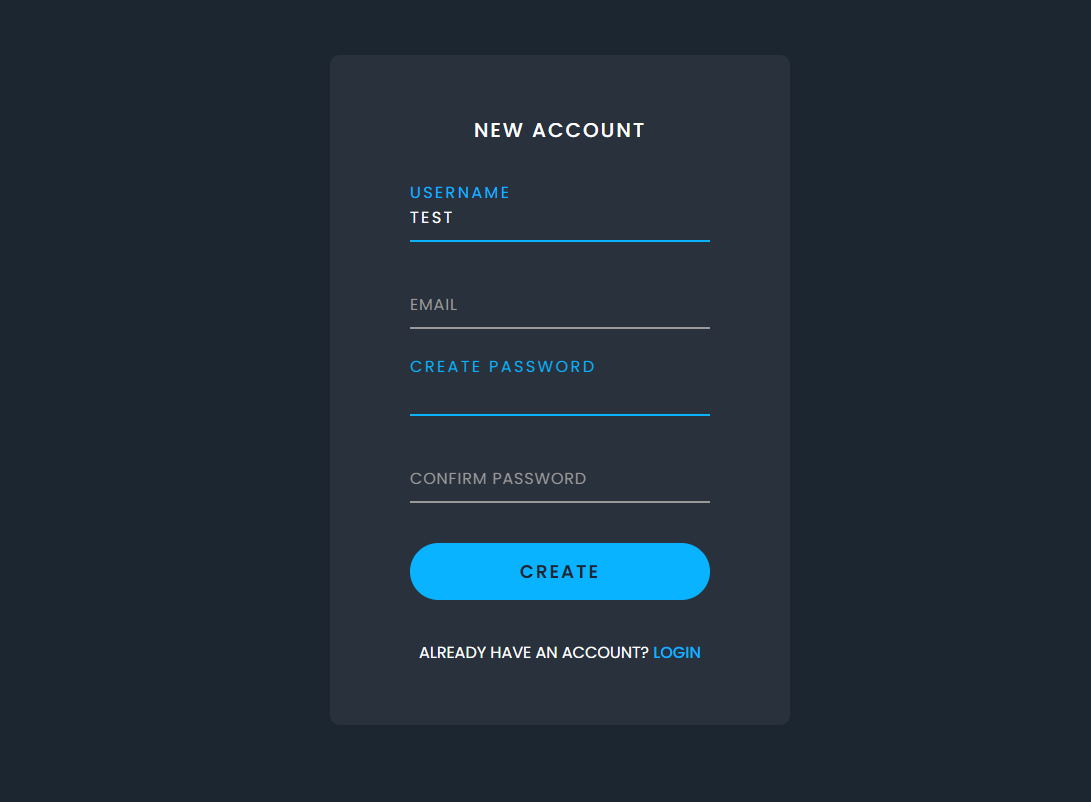 NEW ACCOUNT
USERNAME
TEST
EMAIL
CREATE PASSWORD
CONFIRM PASSWORD
CREATE
ALREADY HAVE AN ACCOUNT? LOGIN